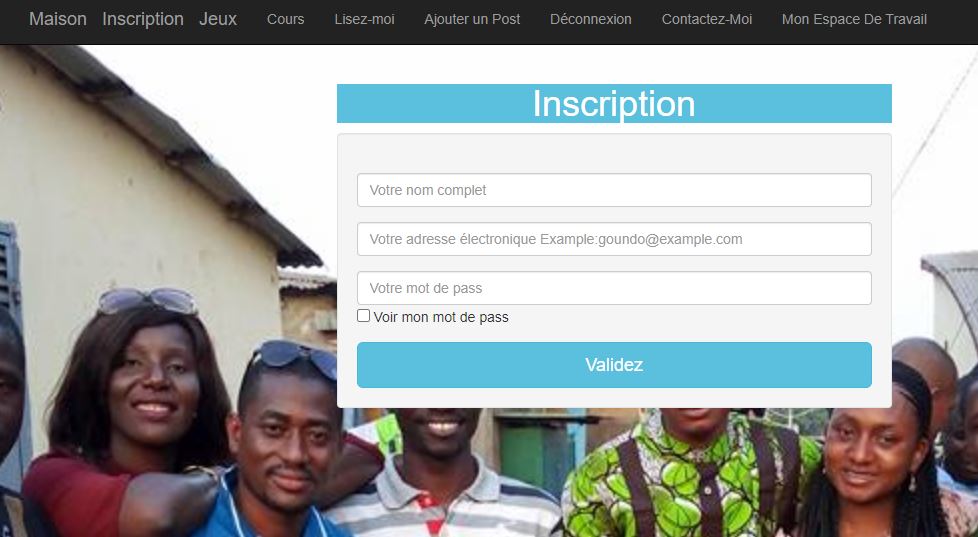 Maison Inscription Jeux Cours Lisez-moi Ajouter un Post Déconnexion Contactez-Moi Mon Espace De Travail
Inscription
Votre nom complet
Votre adresse électronique Example:goundo@example.com
Votre mot de pass
Voir mon mot de pass
Validez